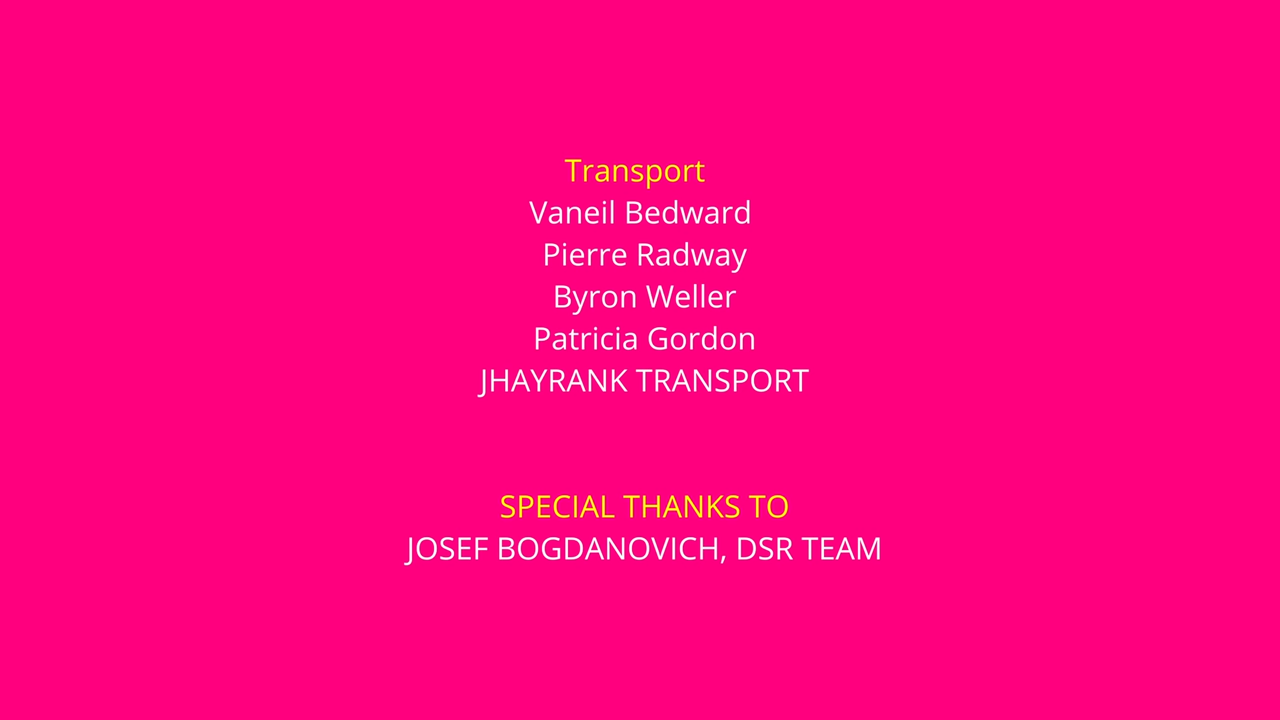 Transport
Vaneil Bedward
Pierre Radway
Byron Weller
Patricia Gordon
JHAYRANK TRANSPORT
SPECIAL THANKS TO
JOSEF BOGDANOVICH, DSR TEAM